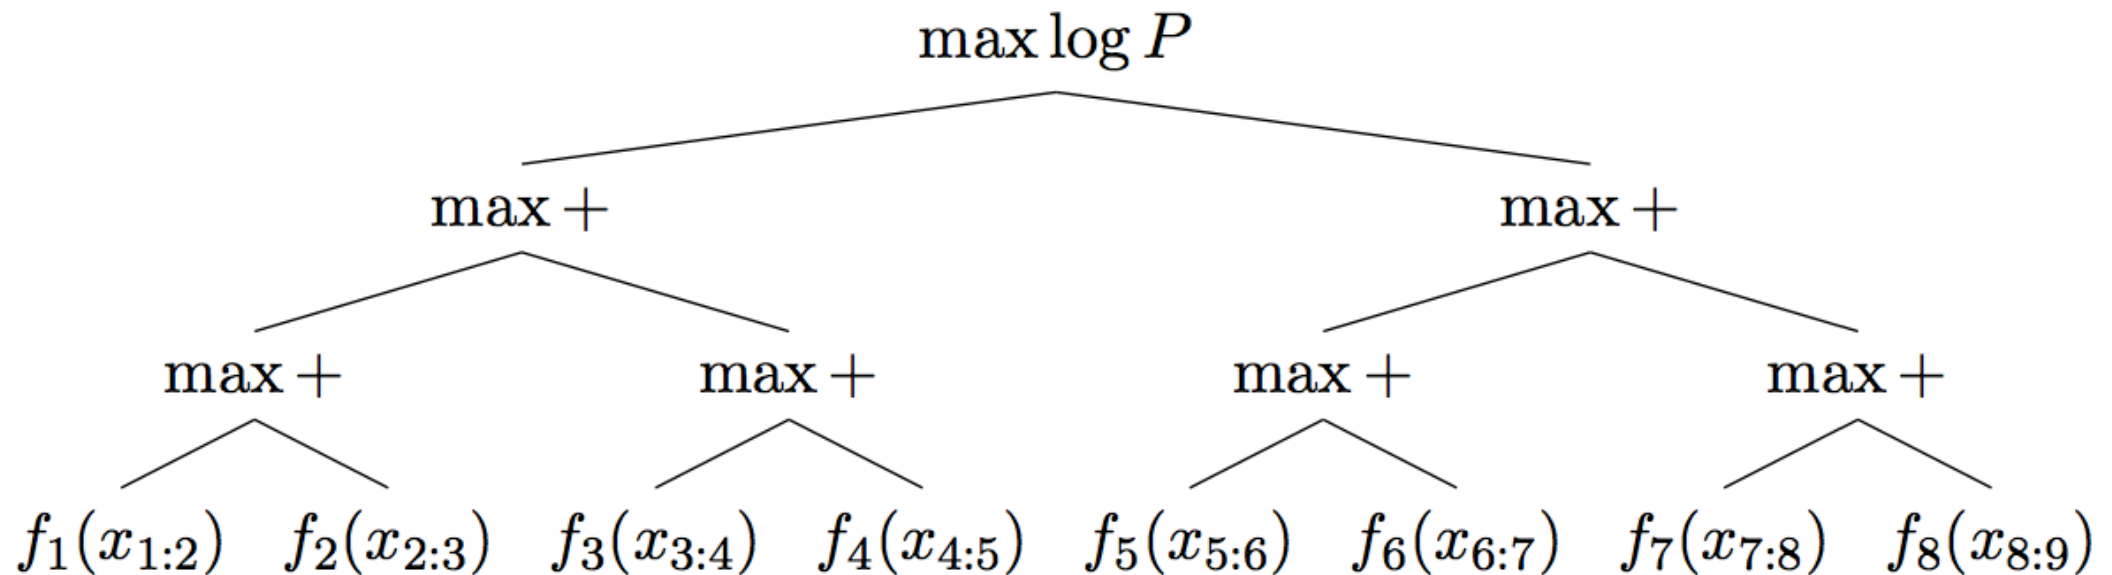 max log P
max + max +
max + max + max + max +
f₁(x₁:₂) f₂(x₂:₃) f₃(x₃:₄) f₄(x₄:₅) f₅(x₅:₆) f₆(x₆:₇) f₇(x₇:₈) f₈(x₈:₉)